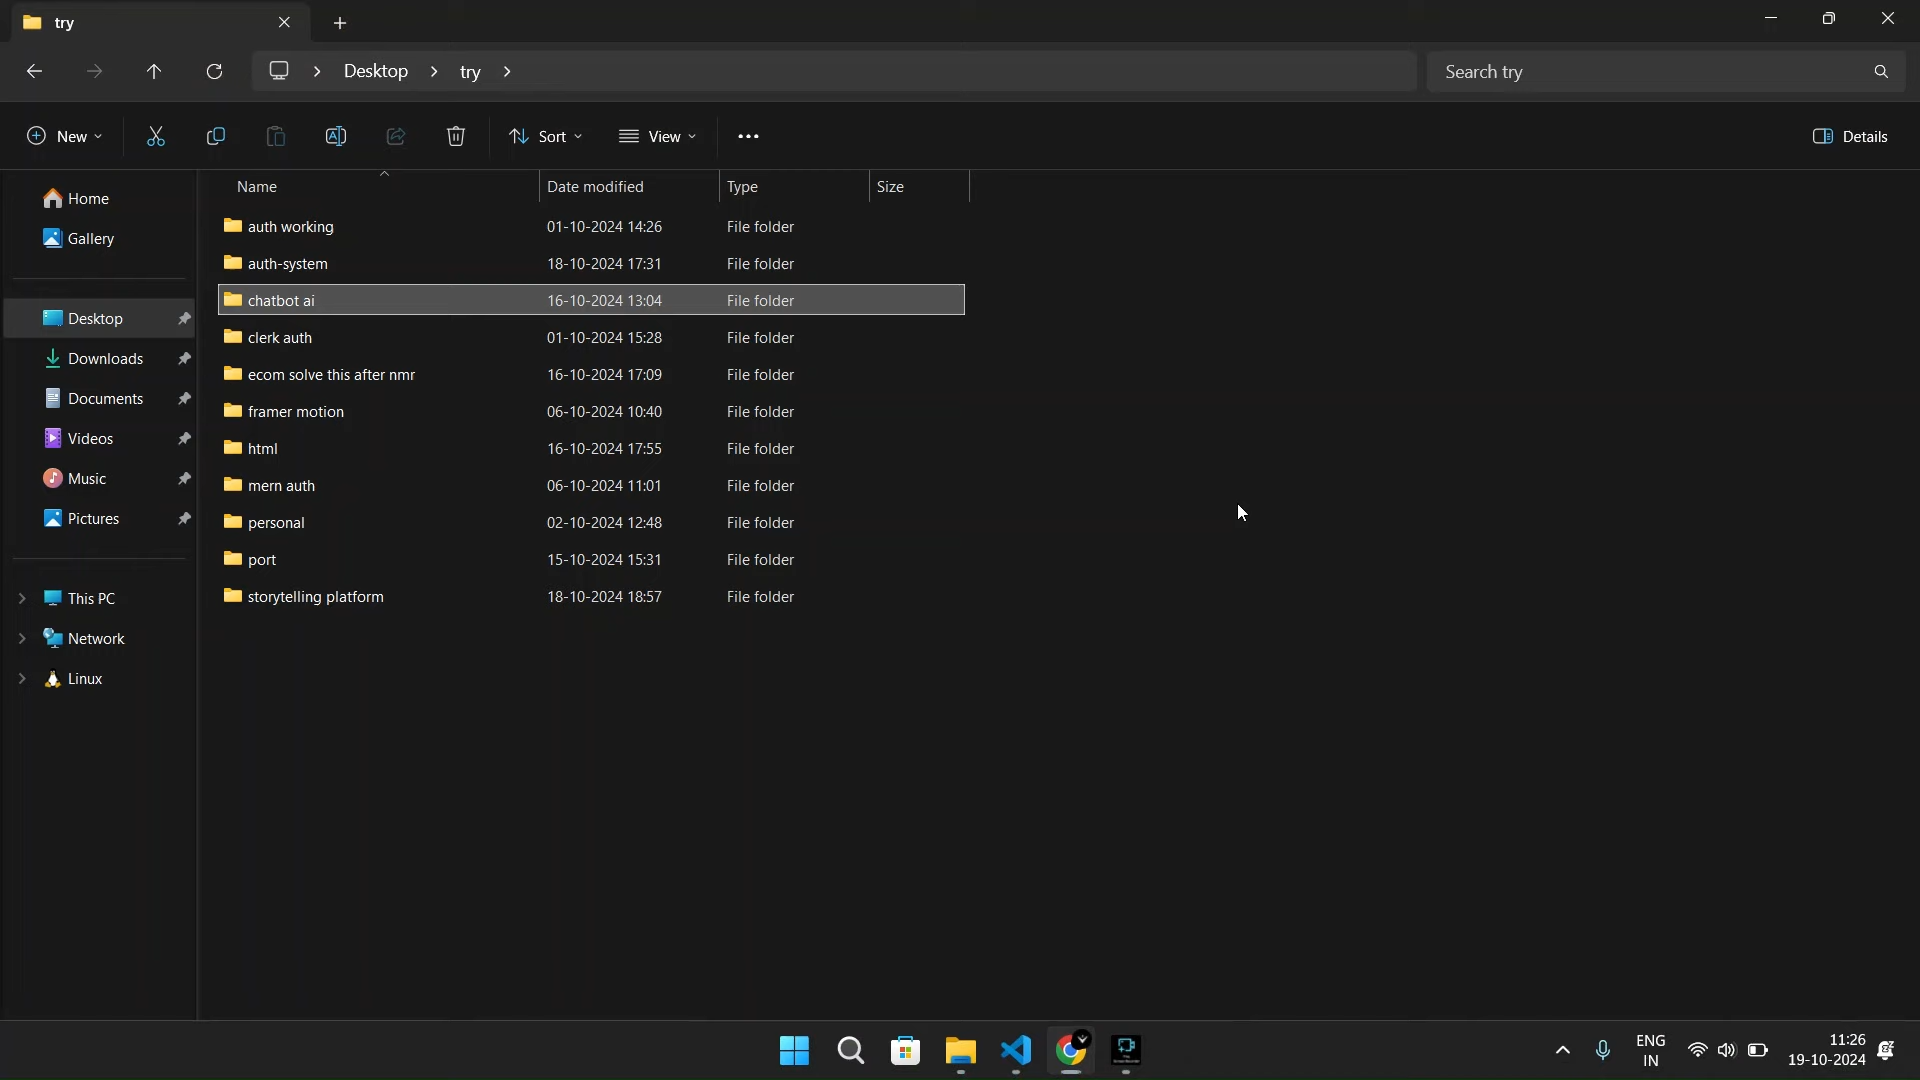 try
Desktop > try >
Search try
New
Sort
View
Details
Name Date modified Type Size
Home
Gallery
Desktop
Downloads
Documents
Videos
Music
Pictures
This PC
Network
Linux
auth working 01-10-2024 14:26 File folder
auth-system 18-10-2024 17:31 File folder
chatbot ai 16-10-2024 13:04 File folder
clerk auth 01-10-2024 15:28 File folder
ecom solve this after nmr 16-10-2024 17:09 File folder
framer motion 06-10-2024 10:40 File folder
html 16-10-2024 17:55 File folder
mern auth 06-10-2024 11:01 File folder
personal 02-10-2024 12:48 File folder
port 15-10-2024 15:31 File folder
storytelling platform 18-10-2024 18:57 File folder
ENG
IN
11:26
19-10-2024